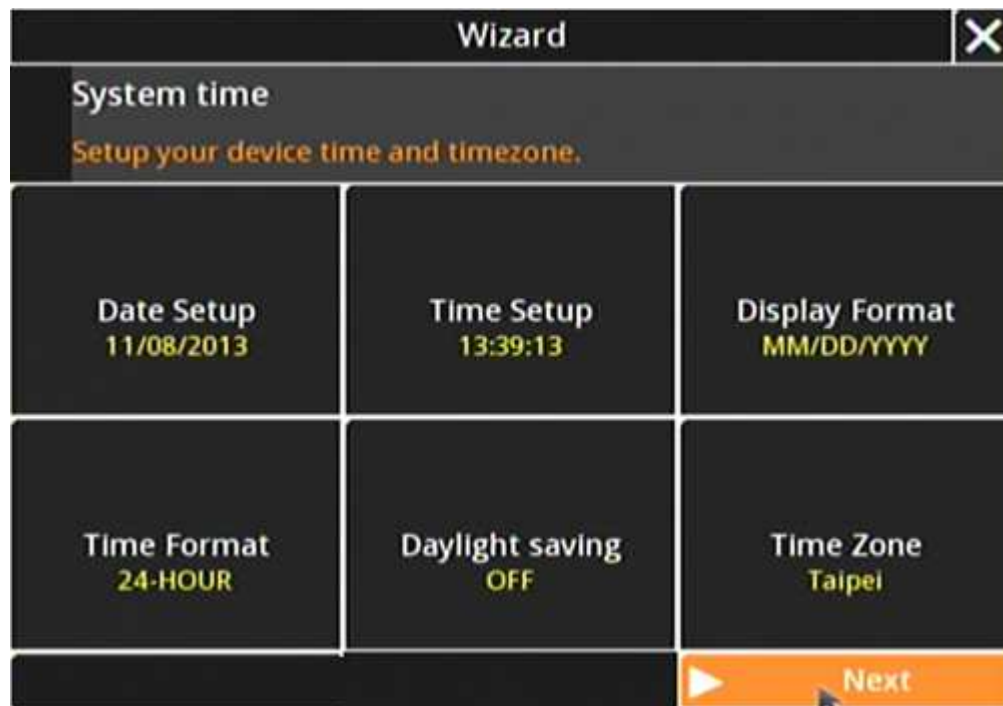 Wizard
System time
Setup your device time and timezone.
Date Setup
11/08/2013
Time Setup
13:39:13
Display Format
MM/DD/YYYY
Time Format
24-HOUR
Daylight saving
OFF
Time Zone
Taipei
Next